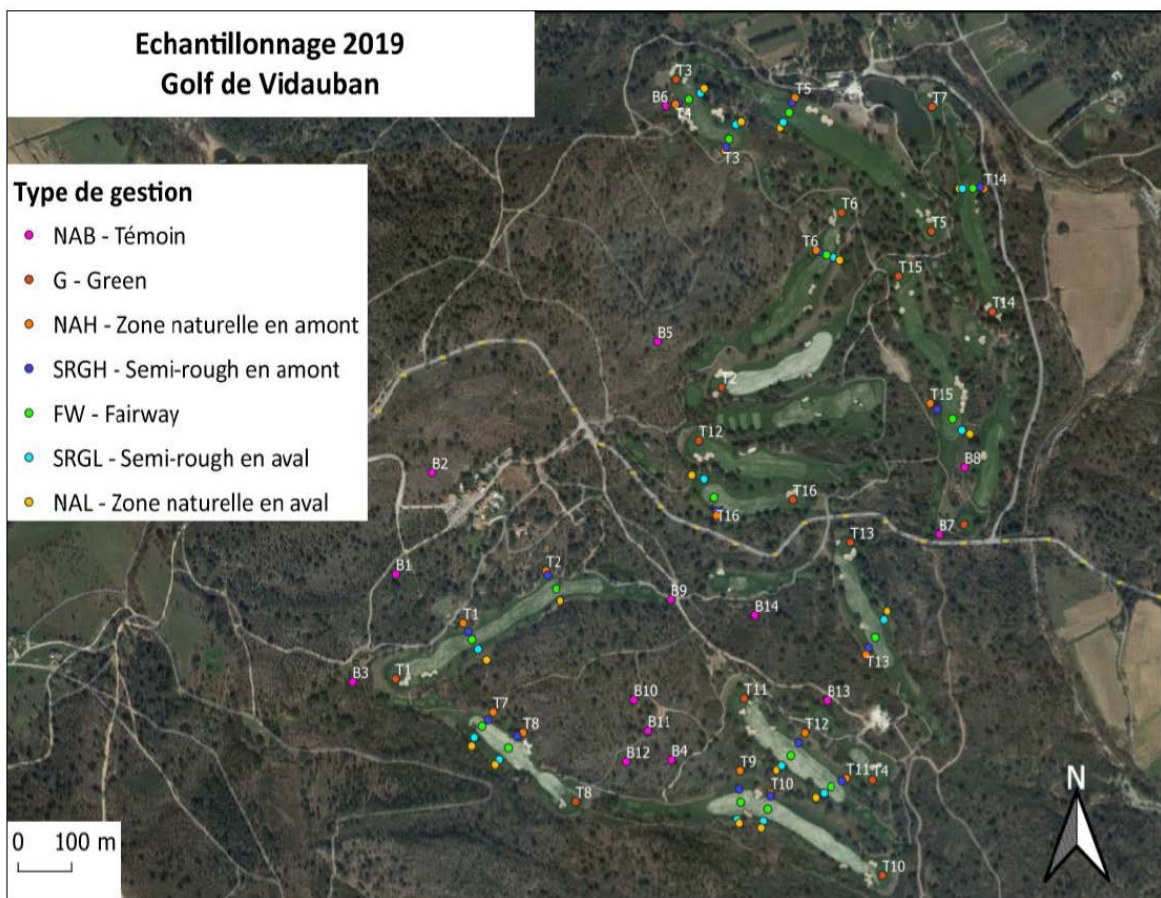 Echantillonnage 2019
Golf de Vidauban
Type de gestion
NAB - Témoin
G - Green
NAH - Zone naturelle en amont
SRGH - Semi-rough en amont
FW - Fairway
SRGL - Semi-rough en aval
NAL - Zone naturelle en aval
0 100 m
N
T3
B6
T4
T5
T7
T3
T14
T6
T5
T6
T15
T14
B5
T2
T15
T12
B8
B2
T16
T16
B7
T13
B1
T2
B9
B14
T1
T13
B3
T1
B10
T11
B13
T7
T8
B11
T12
B12
B4
T9
T11
T4
T10
T8
T10